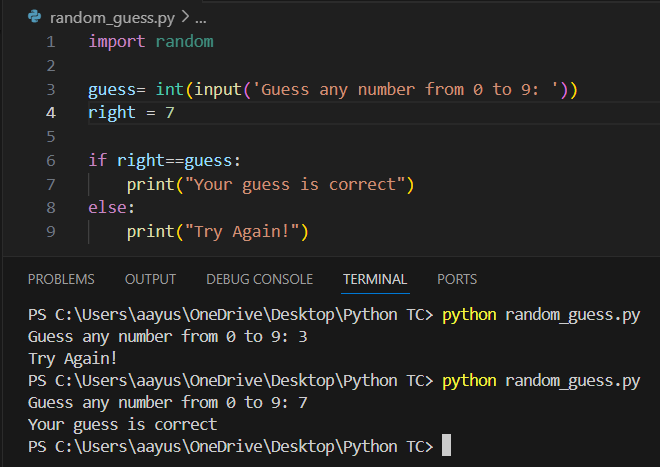 random_guess.py > ...
1 import random
2
3 guess= int(input('Guess any number from 0 to 9: '))
4 right = 7
5
6 if right==guess:
7     print("Your guess is correct")
8 else:
9     print("Try Again!")
PROBLEMS OUTPUT DEBUG CONSOLE TERMINAL PORTS
PS C:\Users\aayus\OneDrive\Desktop\Python TC> python random_guess.py
Guess any number from 0 to 9: 3
Try Again!
PS C:\Users\aayus\OneDrive\Desktop\Python TC> python random_guess.py
Guess any number from 0 to 9: 7
Your guess is correct
PS C:\Users\aayus\OneDrive\Desktop\Python TC>